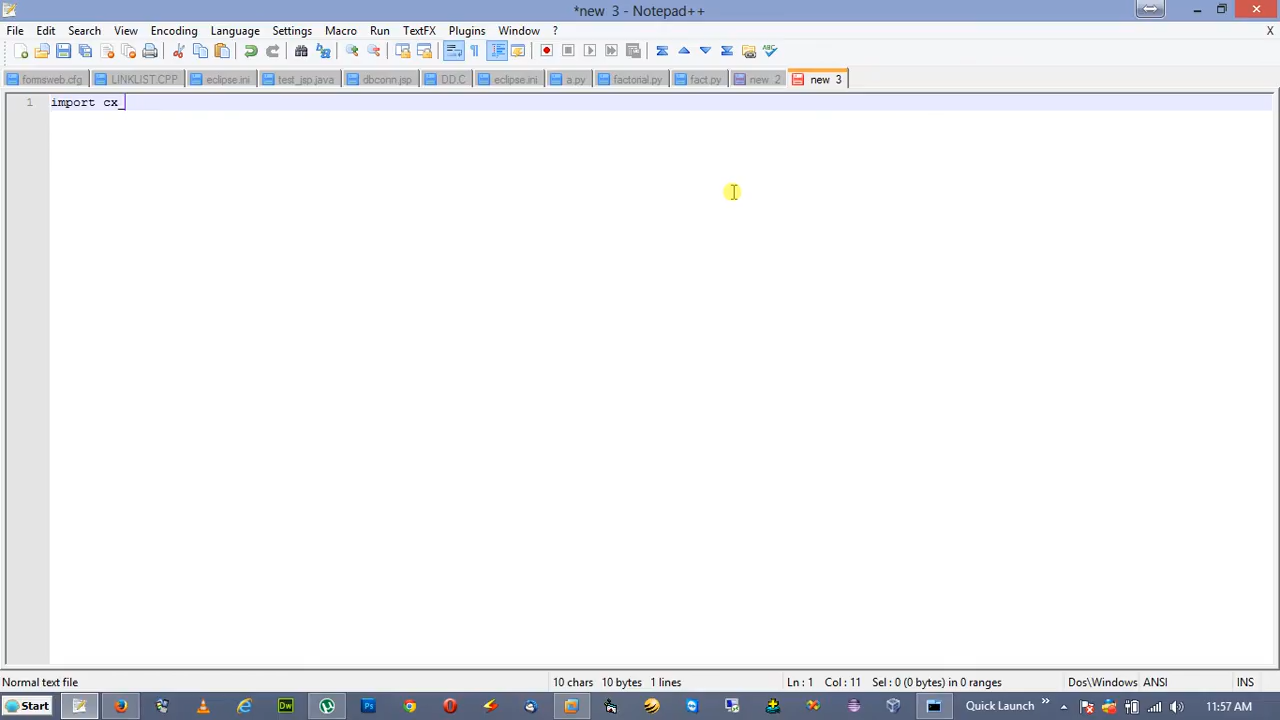 *new 3 - Notepad++
File Edit Search View Encoding Language Settings Macro Run TextFX Plugins Window ? X
formsweb.cfg LINKLIST.CPP eclipse.ini test_jsp.java dbconn.jsp DD.C eclipse.ini a.py factorial.py fact.py new 2 new 3
1 import cx_
Normal text file 10 chars 10 bytes 1 lines Ln : 1 Col : 11 Sel : 0 (0 bytes) in 0 ranges Dos\Windows ANSI INS
Start Quick Launch 11:57 AM